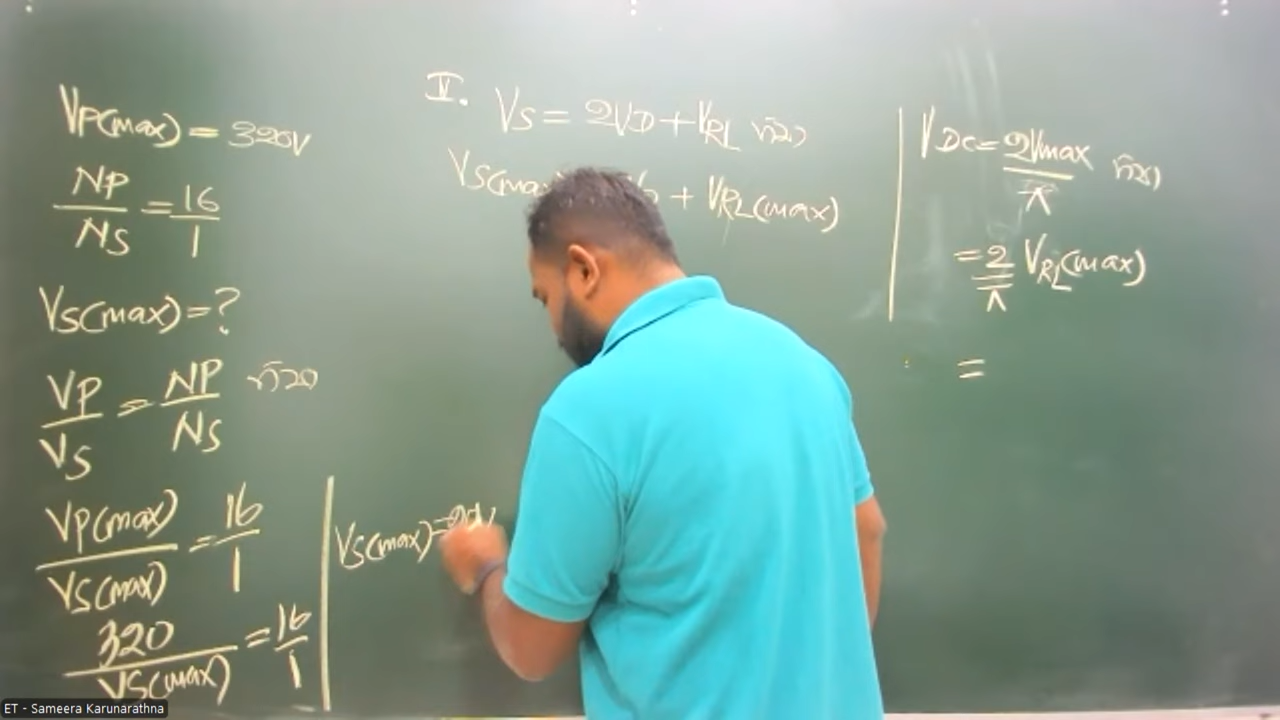 VP(max) = 320V
NP/NS = 16/1
VS(max) = ?
VP/VS = NP/NS නිසා
VP(max)/VS(max) = 16/1
320/VS(max) = 16/1
VS(max) =
V. VS = 2VD + VRL නිසා
VS(max) + VRL(max)
VDC = 2Vmax/π නිසා
= 2/π VRL(max)
=
ET - Sameera Karunarathna